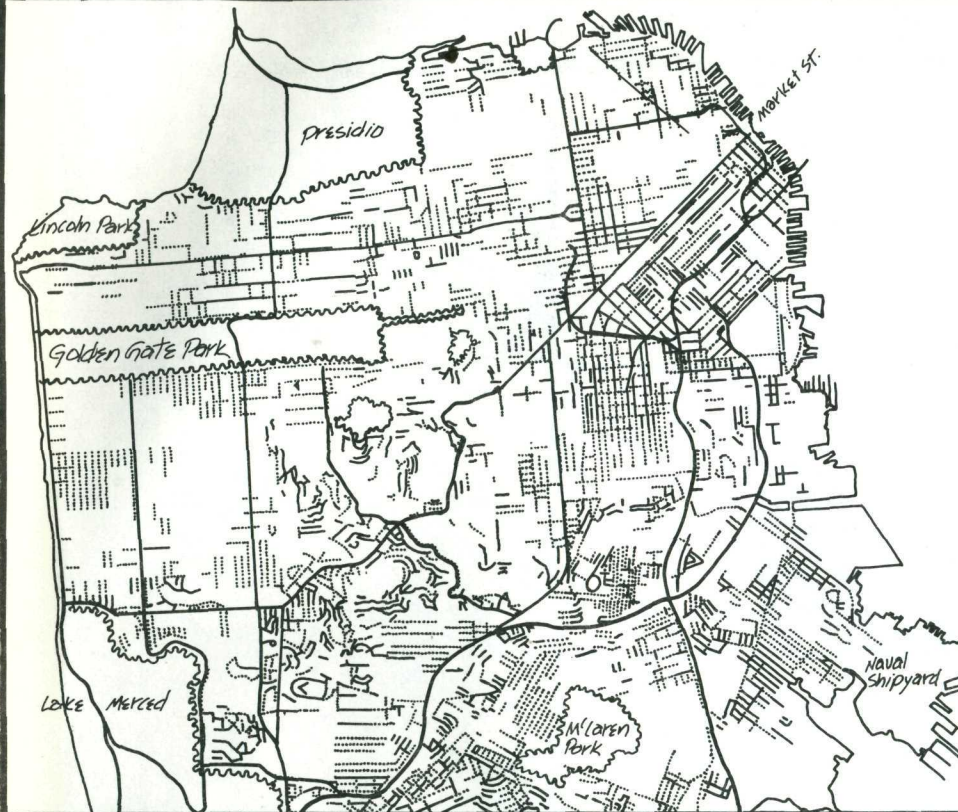 Market St.
Presidio
Lincoln Park
Golden Gate Park
Lake Merced
Naval
Shipyard
McLaren
Park